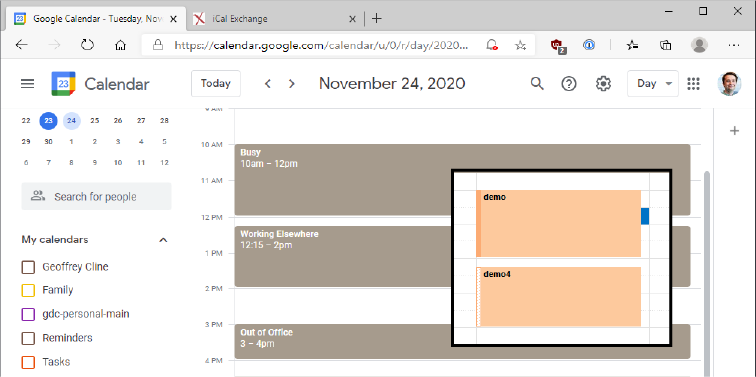 Google Calendar - Tuesday, Nov
iCal Exchange
https://calendar.google.com/calendar/u/0/r/day/2020...
2
23
Calendar
Today
November 24, 2020
Day
22 23 24 25 26 27 28
29 30 1 2 3 4 5
6 7 8 9 10 11 12
Search for people
My calendars
Geoffrey Cline
Family
gdc-personal-main
Reminders
Tasks
9 AM
10 AM
Busy
10am – 12pm
11 AM
12 PM
Working Elsewhere
12:15 – 2pm
1 PM
2 PM
3 PM
Out of Office
3 – 4pm
4 PM
demo
demo4